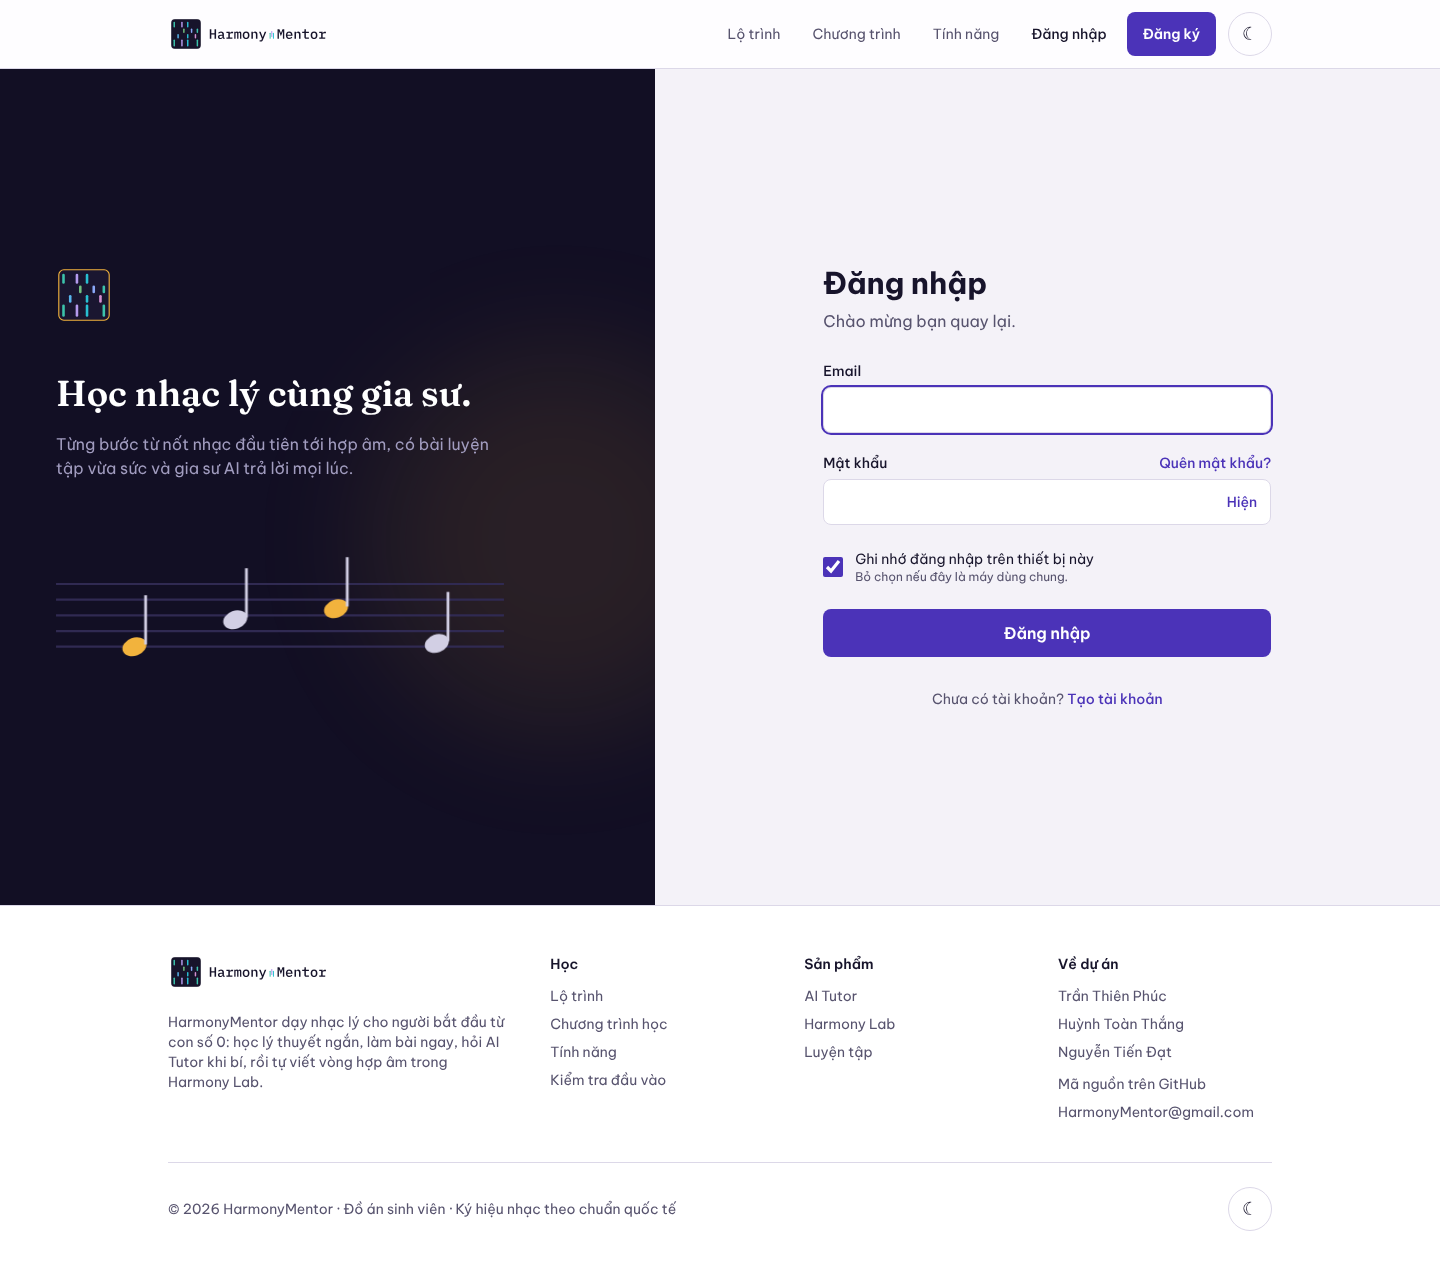 Harmony Mentor
Lộ trình
Chương trình
Tính năng
Đăng nhập
Đăng ký
Học nhạc lý cùng gia sư.
Từng bước từ nốt nhạc đầu tiên tới hợp âm, có bài luyện
tập vừa sức và gia sư AI trả lời mọi lúc.
Đăng nhập
Chào mừng bạn quay lại.
Email
Mật khẩu
Quên mật khẩu?
Hiện
Ghi nhớ đăng nhập trên thiết bị này
Bỏ chọn nếu đây là máy dùng chung.
Đăng nhập
Chưa có tài khoản? Tạo tài khoản
Harmony Mentor
HarmonyMentor dạy nhạc lý cho người bắt đầu từ
con số 0: học lý thuyết ngắn, làm bài ngay, hỏi AI
Tutor khi bí, rồi tự viết vòng hợp âm trong
Harmony Lab.
Học
Lộ trình
Chương trình học
Tính năng
Kiểm tra đầu vào
Sản phẩm
AI Tutor
Harmony Lab
Luyện tập
Về dự án
Trần Thiên Phúc
Huỳnh Toàn Thắng
Nguyễn Tiến Đạt
Mã nguồn trên GitHub
HarmonyMentor@gmail.com
© 2026 HarmonyMentor · Đồ án sinh viên · Ký hiệu nhạc theo chuẩn quốc tế